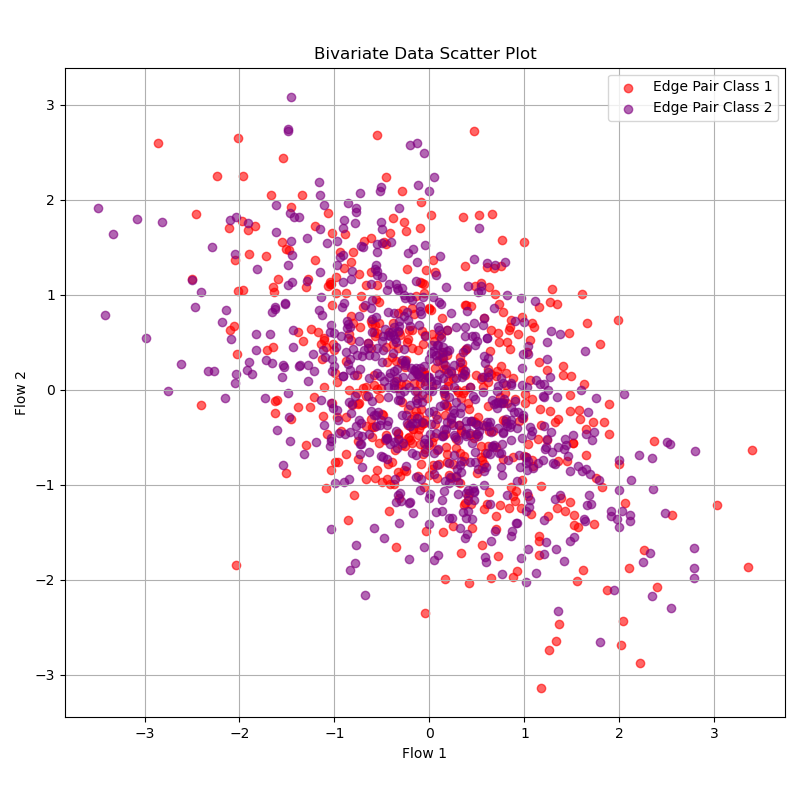 Bivariate Data Scatter Plot
Edge Pair Class 1
Edge Pair Class 2
3
2
1
0
−1
−2
−3
Flow 2
−3
−2
−1
0
1
2
3
Flow 1